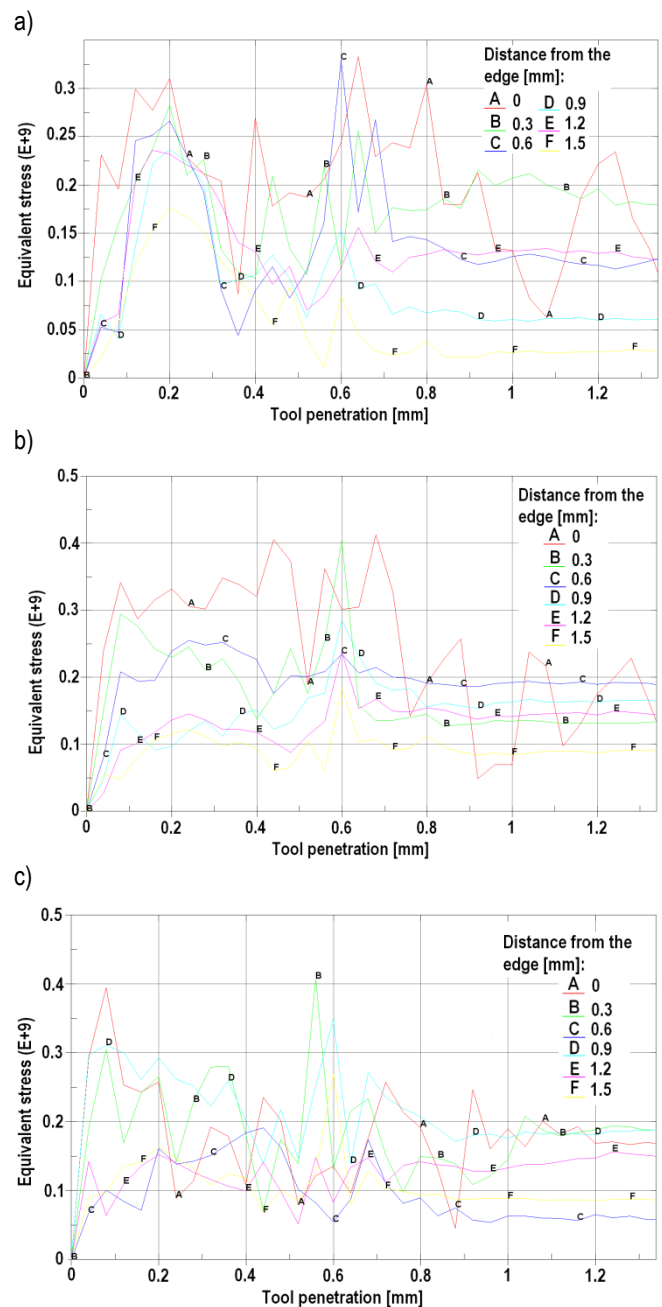 a)
Distance from the
edge [mm]:
A 0 D 0.9
B 0.3 E 1.2
C 0.6 F 1.5
Equivalent stress (E+9)
0.3
0.25
0.2
0.15
0.1
0.05
0
0 0.2 0.4 0.6 0.8 1 1.2
Tool penetration [mm]
b)
Distance from the
edge [mm]:
A 0
B 0.3
C 0.6
D 0.9
E 1.2
F 1.5
Equivalent stress (E+9)
0.5
0.4
0.3
0.2
0.1
0
0 0.2 0.4 0.6 0.8 1 1.2
Tool penetration [mm]
c)
Distance from the
edge [mm]:
A 0
B 0.3
C 0.6
D 0.9
E 1.2
F 1.5
Equivalent stress (E+9)
0.5
0.4
0.3
0.2
0.1
0
0 0.2 0.4 0.6 0.8 1 1.2
Tool penetration [mm]